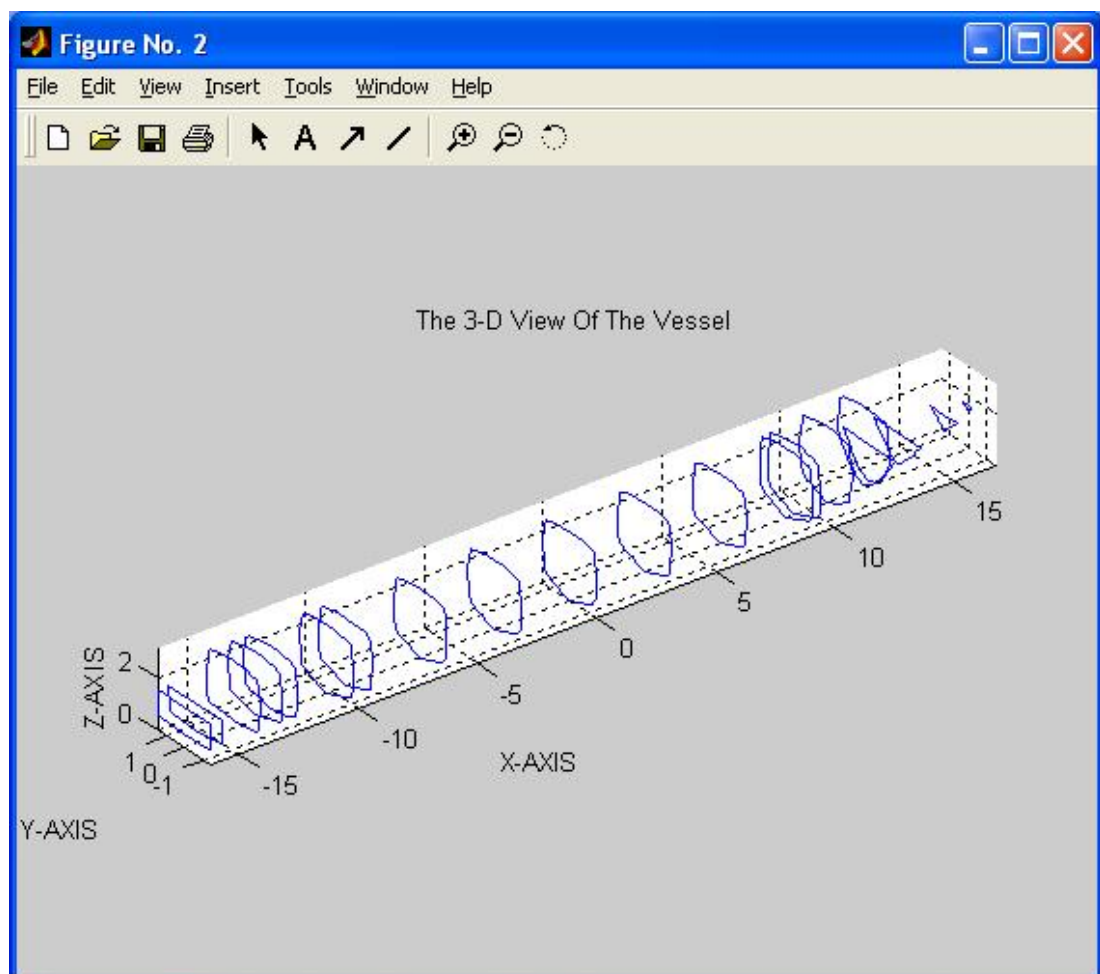 Figure No. 2
File Edit View Insert Tools Window Help
A
The 3-D View Of The Vessel
Z-AXIS
2
0
1
0
-1
Y-AXIS
-15
-10
-5
0
5
10
15
X-AXIS